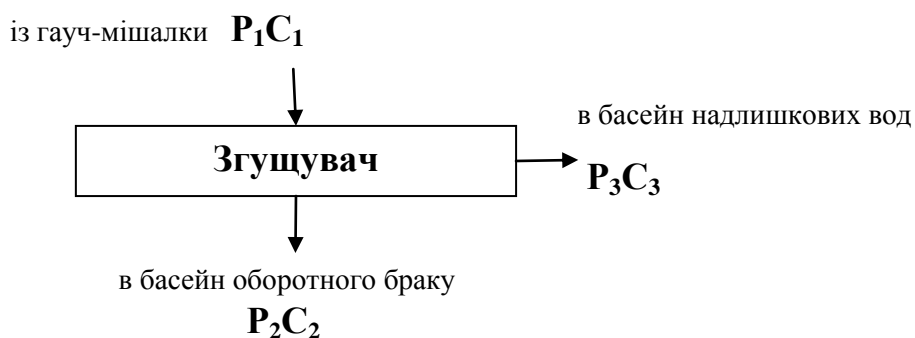 із гауч-мішалки P₁C₁
в басейн надлишкових вод
Згущувач
P₃C₃
в басейн оборотного браку
P₂C₂